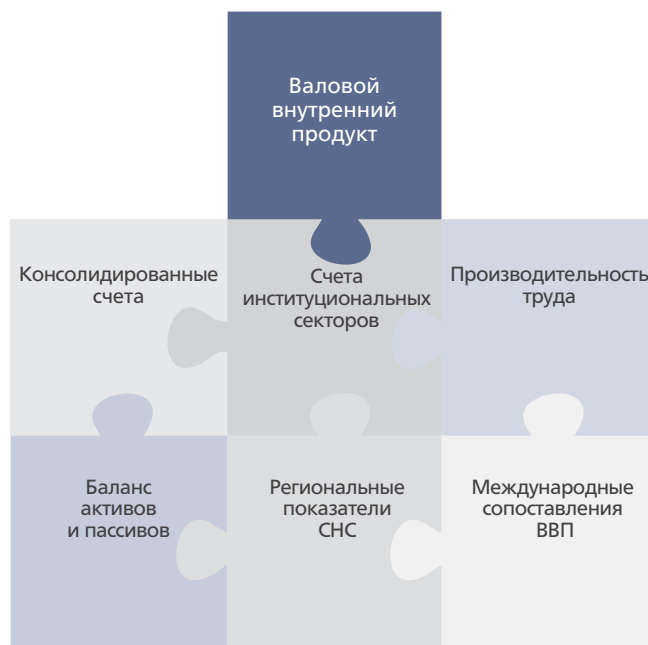 Валовой
внутренний
продукт
Консолидированные
счета
Счета
институциональных
секторов
Производительность
труда
Баланс
активов
и пассивов
Региональные
показатели
СНС
Международные
сопоставления
ВВП